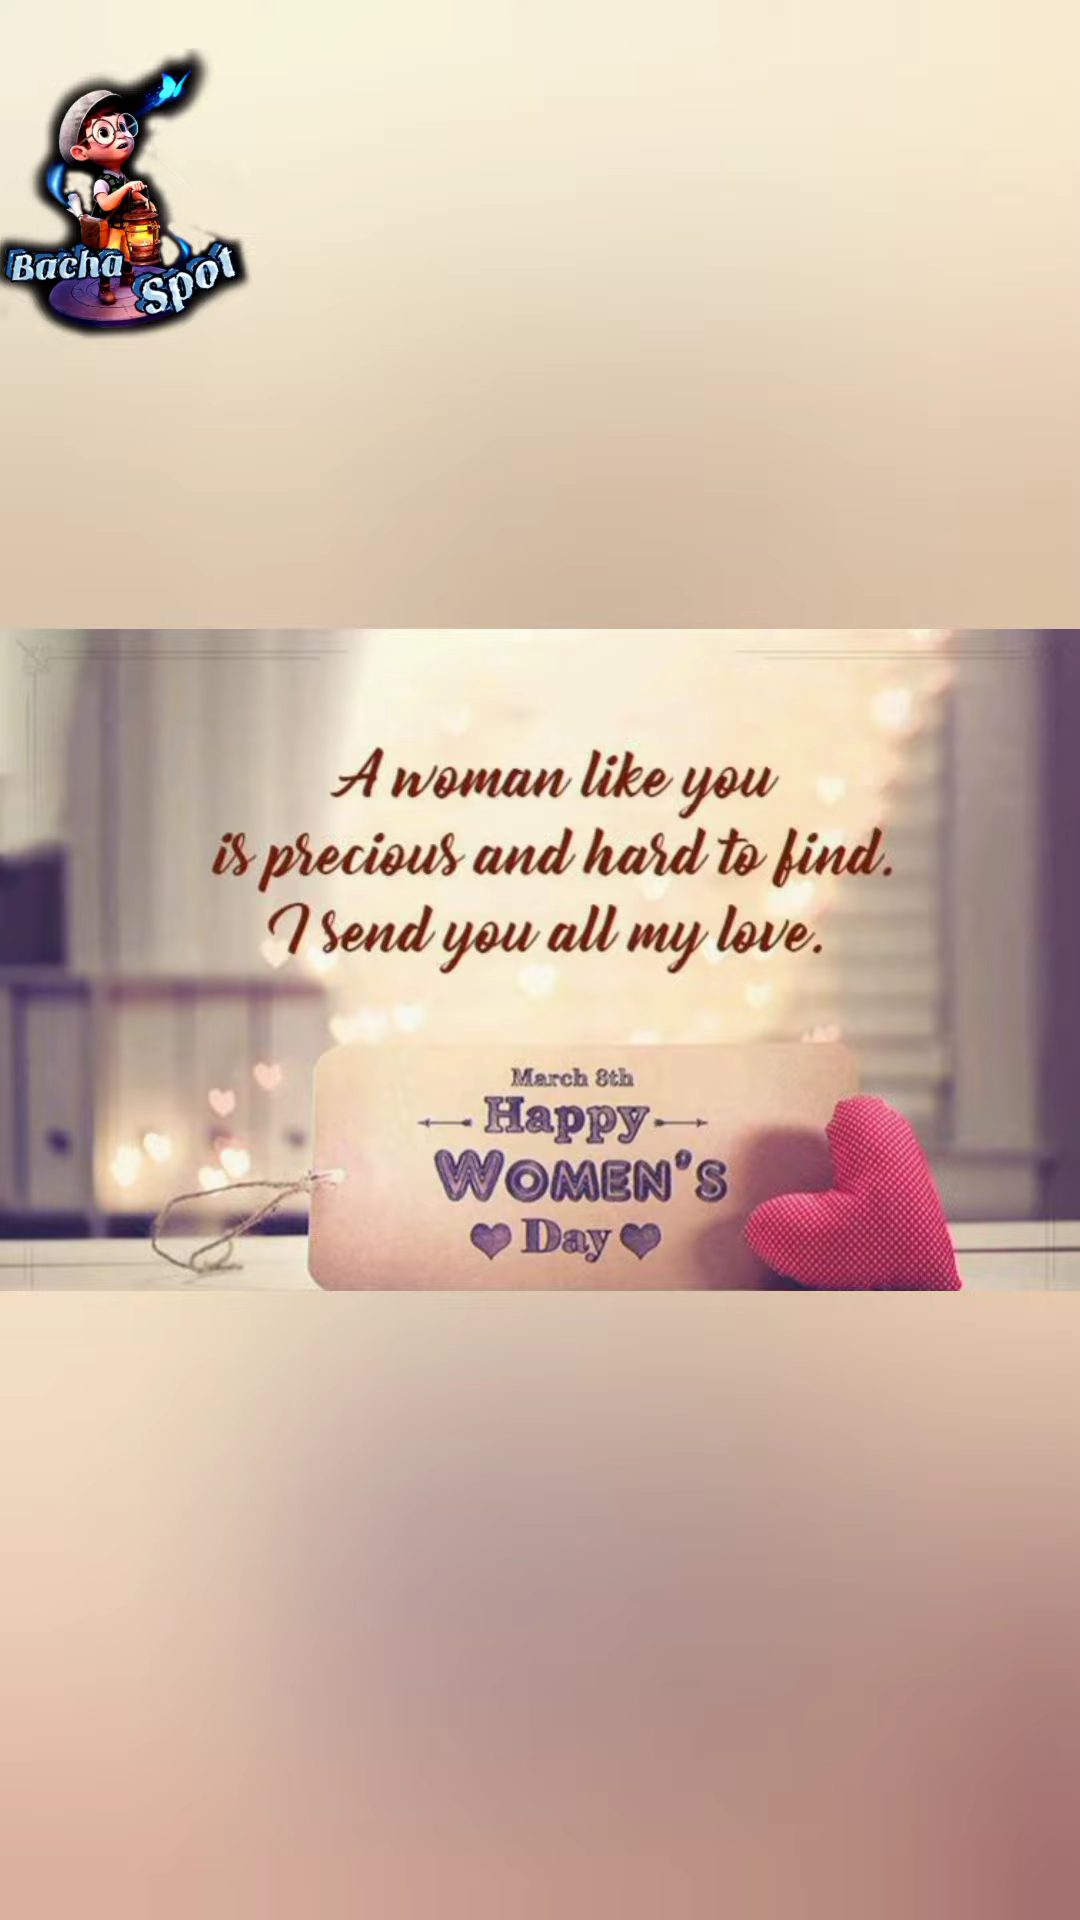 Bacha
Spot
A woman like you
is precious and hard to find.
I send you all my love.
March 8th
Happy
WOMEN'S
Day